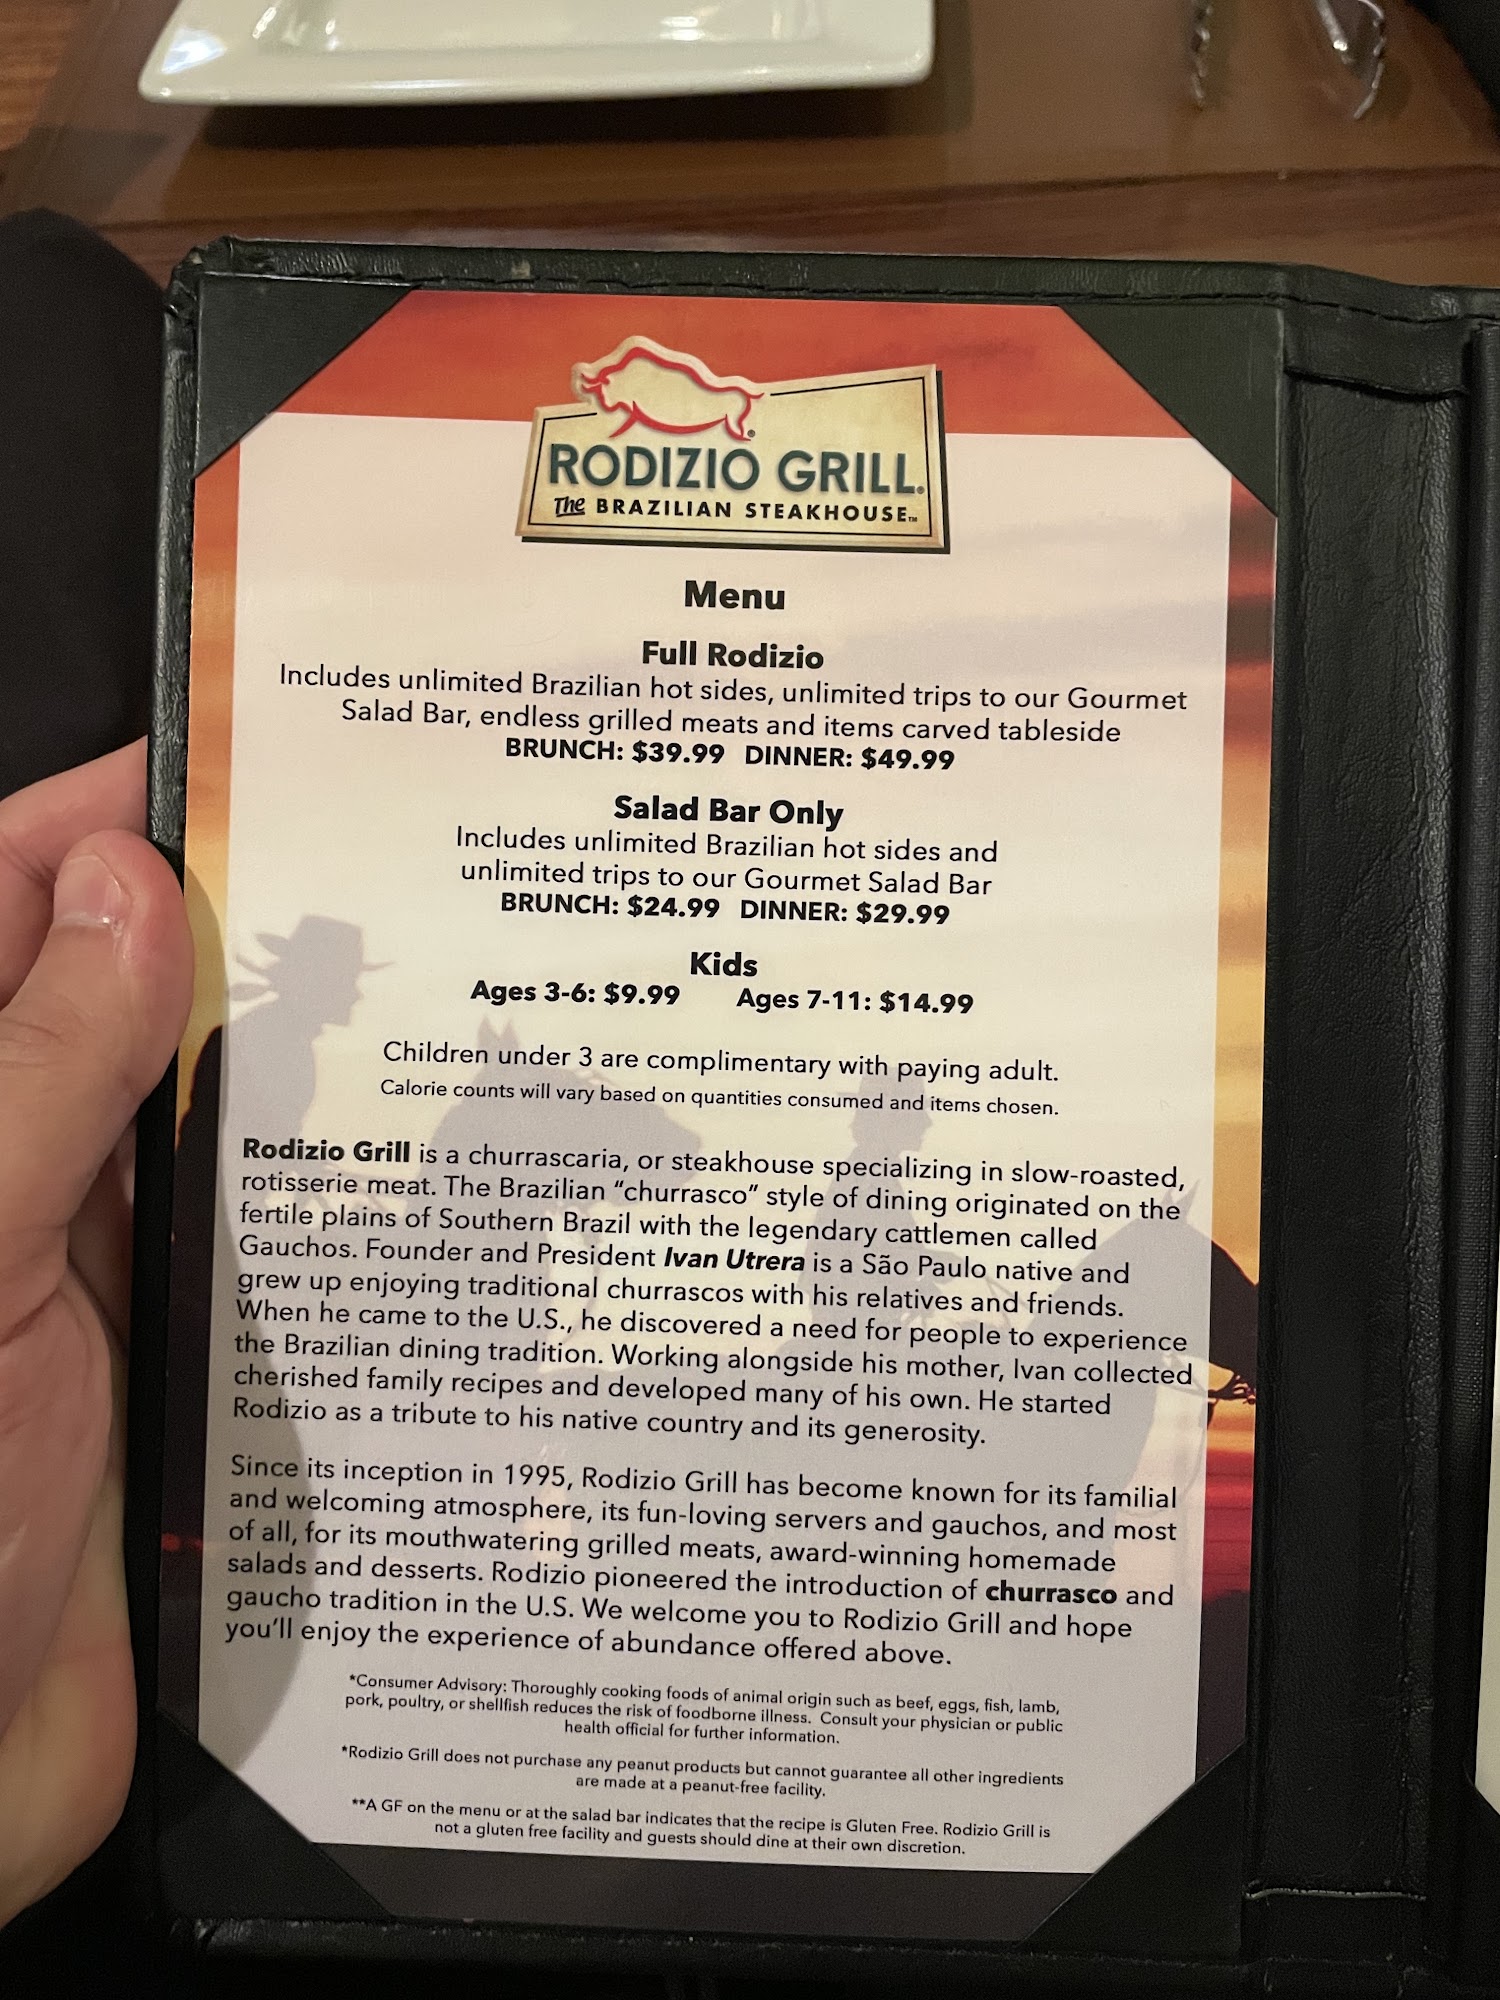 RODIZIO GRILL®
The BRAZILIAN STEAKHOUSE™
Menu
Full Rodizio
Includes unlimited Brazilian hot sides, unlimited trips to our Gourmet
Salad Bar, endless grilled meats and items carved tableside
BRUNCH: $39.99 DINNER: $49.99
Salad Bar Only
Includes unlimited Brazilian hot sides and
unlimited trips to our Gourmet Salad Bar
BRUNCH: $24.99 DINNER: $29.99
Kids
Ages 3-6: $9.99 Ages 7-11: $14.99
Children under 3 are complimentary with paying adult.
Calorie counts will vary based on quantities consumed and items chosen.
Rodizio Grill is a churrascaria, or steakhouse specializing in slow-roasted,
rotisserie meat. The Brazilian “churrasco” style of dining originated on the
fertile plains of Southern Brazil with the legendary cattlemen called
Gauchos. Founder and President Ivan Utrera is a São Paulo native and
grew up enjoying traditional churrascos with his relatives and friends.
When he came to the U.S., he discovered a need for people to experience
the Brazilian dining tradition. Working alongside his mother, Ivan collected
cherished family recipes and developed many of his own. He started
Rodizio as a tribute to his native country and its generosity.
Since its inception in 1995, Rodizio Grill has become known for its familial
and welcoming atmosphere, its fun-loving servers and gauchos, and most
of all, for its mouthwatering grilled meats, award-winning homemade
salads and desserts. Rodizio pioneered the introduction of churrasco and
gaucho tradition in the U.S. We welcome you to Rodizio Grill and hope
you’ll enjoy the experience of abundance offered above.
*Consumer Advisory: Thoroughly cooking foods of animal origin such as beef, eggs, fish, lamb,
pork, poultry, or shellfish reduces the risk of foodborne illness. Consult your physician or public
health official for further information.
*Rodizio Grill does not purchase any peanut products but cannot guarantee all other ingredients
are made at a peanut-free facility.
**A GF on the menu or at the salad bar indicates that the recipe is Gluten Free. Rodizio Grill is
not a gluten free facility and guests should dine at their own discretion.